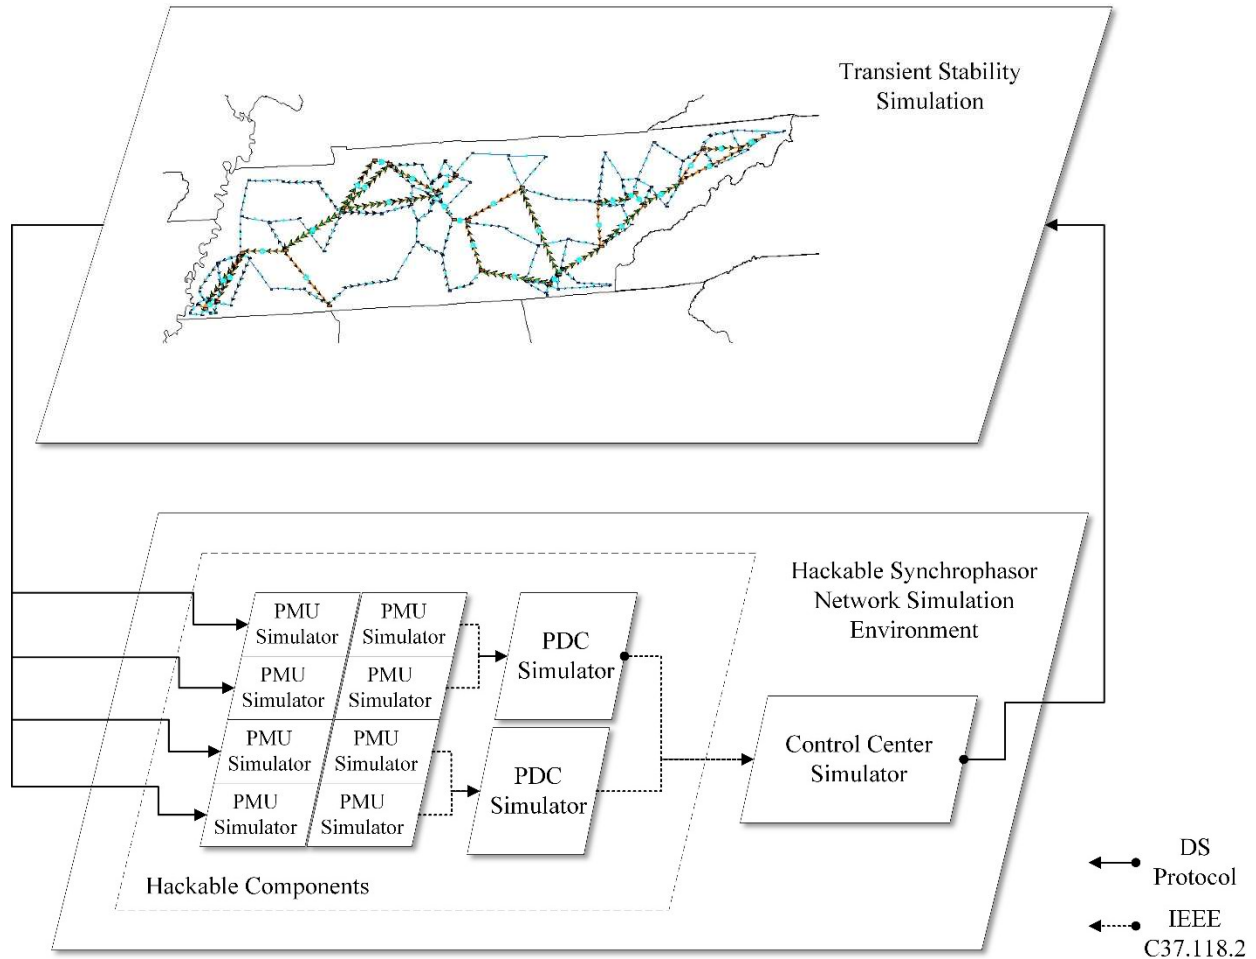 Transient Stability
Simulation
Hackable Synchrophasor
Network Simulation
Environment
PMU
Simulator
PMU
Simulator
PMU
Simulator
PMU
Simulator
PMU
Simulator
PMU
Simulator
PMU
Simulator
PMU
Simulator
PDC
Simulator
PDC
Simulator
Control Center
Simulator
Hackable Components
DS
Protocol
IEEE
C37.118.2